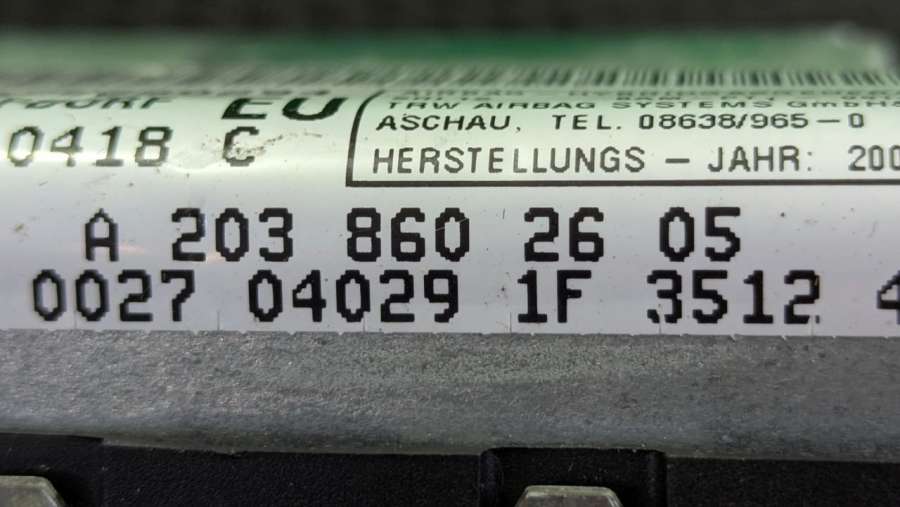 EU
TRW AIRBAG SYSTEMS GmbH
ASCHAU, TEL. 08638/965-0
0418 C
HERSTELLUNGS - JAHR: 200
A 203 860 26 05
0027 04029 1F 3512 4